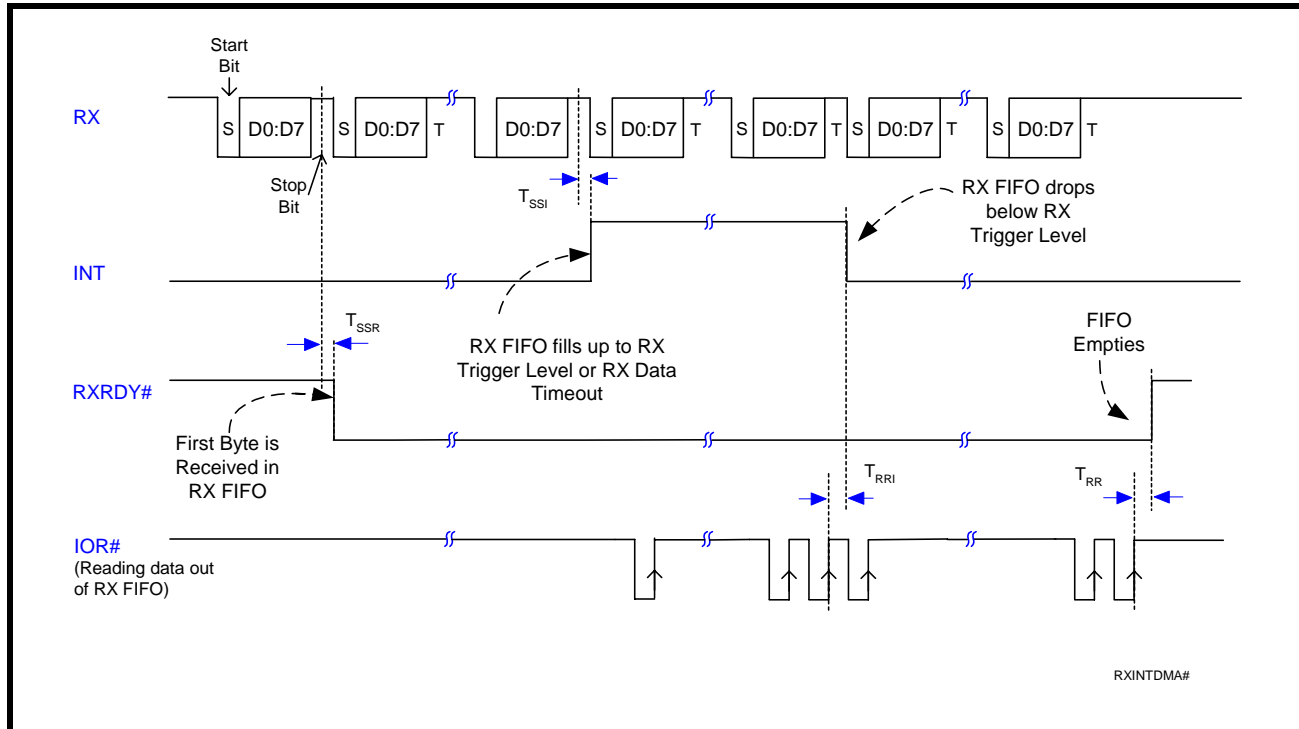 Start
Bit
RX
S D0:D7 S D0:D7 T D0:D7 S D0:D7 T S D0:D7 T S D0:D7 T S D0:D7 T
Stop
Bit
TSSI
RX FIFO drops
below RX
Trigger Level
INT
TSSR
RX FIFO fills up to RX
Trigger Level or RX Data
Timeout
FIFO
Empties
RXRDY#
First Byte is
Received in
RX FIFO
TRRI
TRR
IOR#
(Reading data out
of RX FIFO)
RXINTDMA#